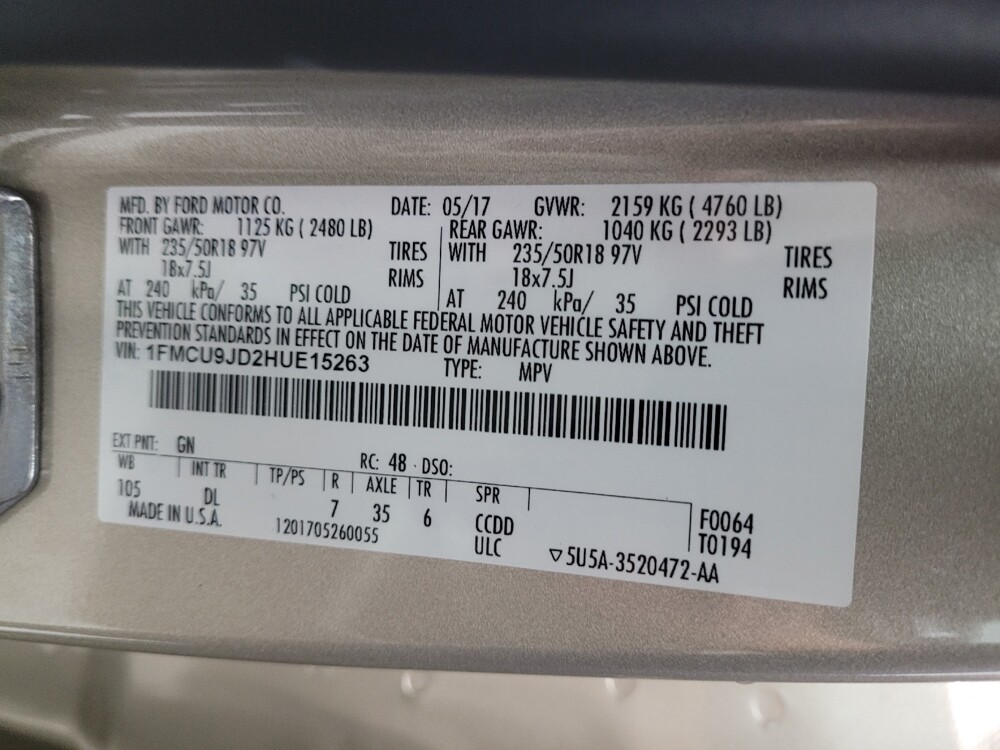 MFD. BY FORD MOTOR CO. DATE: 05/17 GVWR: 2159 KG ( 4760 LB)
FRONT GAWR: 1125 KG ( 2480 LB) REAR GAWR: 1040 KG ( 2293 LB)
WITH 235/50R18 97V TIRES WITH 235/50R18 97V TIRES
18x7.5J RIMS 18x7.5J RIMS
AT 240 kPa/ 35 PSI COLD AT 240 kPa/ 35 PSI COLD
THIS VEHICLE CONFORMS TO ALL APPLICABLE FEDERAL MOTOR VEHICLE SAFETY AND THEFT
PREVENTION STANDARDS IN EFFECT ON THE DATE OF MANUFACTURE SHOWN ABOVE.
VIN: 1FMCU9JD2HUE15263 TYPE: MPV
EXT PNT: GN RC: 48 DSO:
WB INT TR TP/PS R AXLE TR SPR
105 DL 7 35 6 CCDD F0064
MADE IN U.S.A. 1201705260055 ULC T0194
▽5U5A-3520472-AA